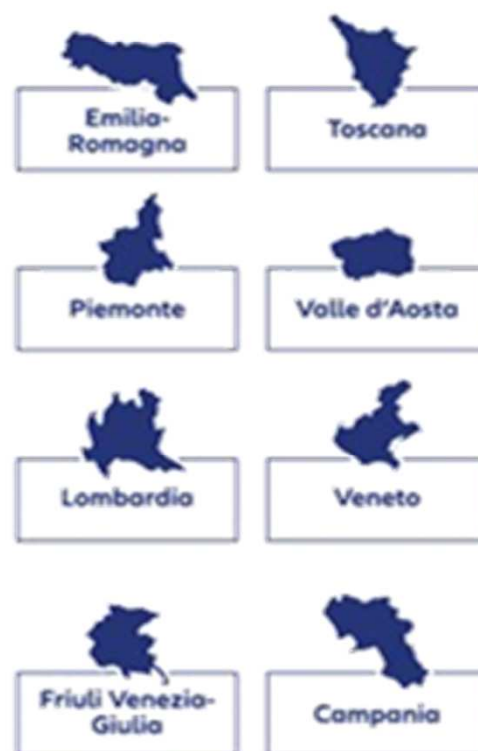 Emilia-
Romagna
Toscana
Piemonte
Valle d'Aosta
Lombardia
Veneto
Friuli Venezia-
Giulia
Campania